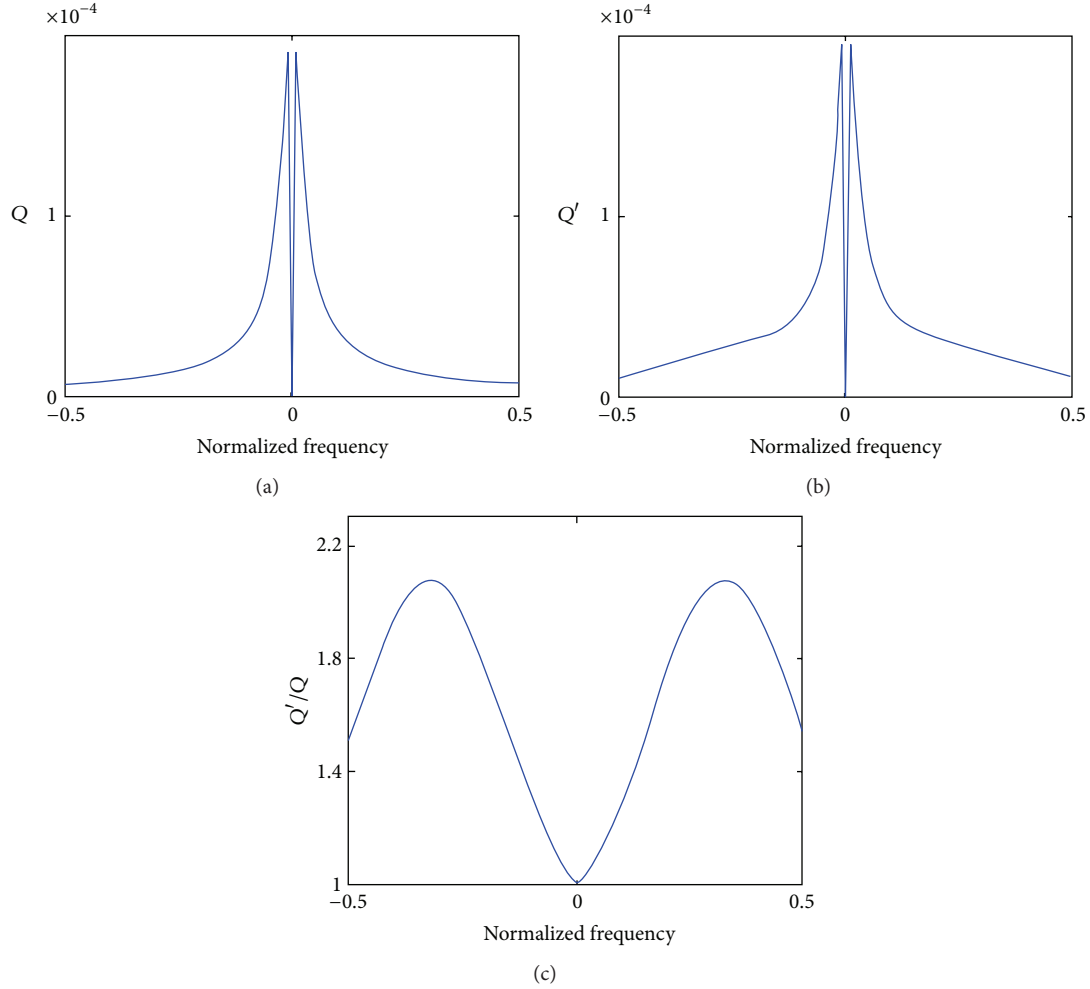 ×10⁻⁴
Q
1
0
−0.5
0
0.5
Normalized frequency
(a)
×10⁻⁴
Q′
1
0
−0.5
0
0.5
Normalized frequency
(b)
Q′/Q
2.2
1.8
1.4
1
−0.5
0
0.5
Normalized frequency
(c)